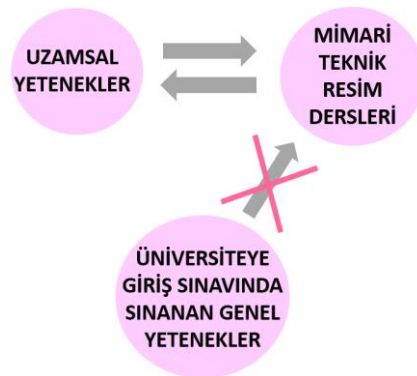 UZAMSAL
YETENEKLER
MİMARİ
TEKNİK
RESİM
DERSLERİ
ÜNİVERSİTEYE
GİRİŞ SINAVINDA
SINANAN GENEL
YETENEKLER